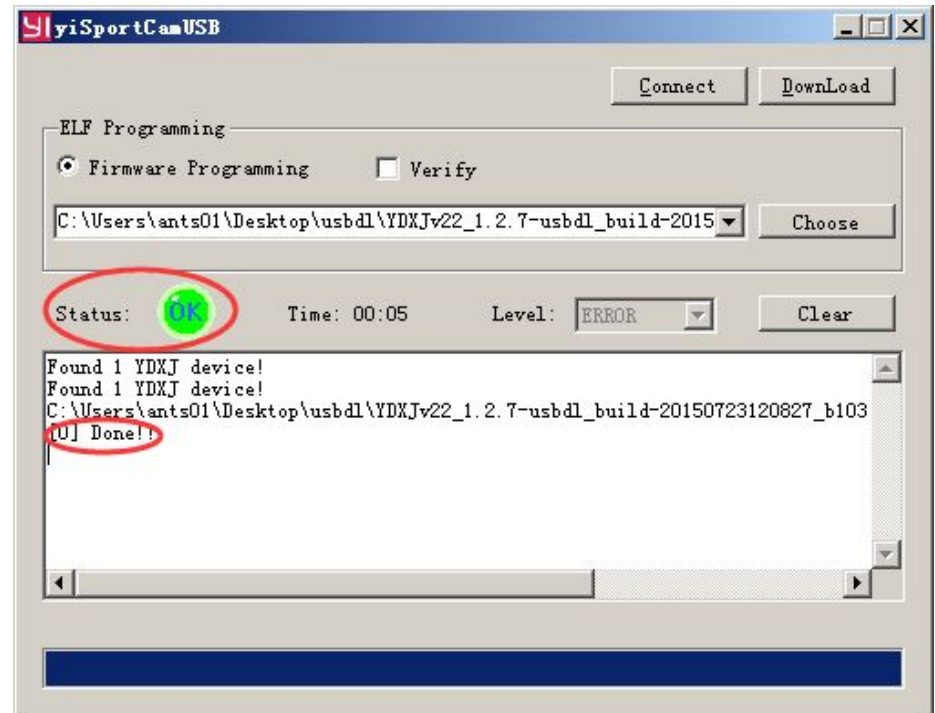 yiSportCamUSB
Connect DownLoad
ELF Programming
Firmware Programming Verify
C:\Users\ants01\Desktop\usbdl\YDXJv22_1.2.7-usbdl_build-2015 Choose
Status: OK Time: 00:05 Level: ERROR Clear
Found 1 YDXJ device!
Found 1 YDXJ device!
C:\Users\ants01\Desktop\usbdl\YDXJv22_1.2.7-usbdl_build-20150723120827_b103
[0] Done!!